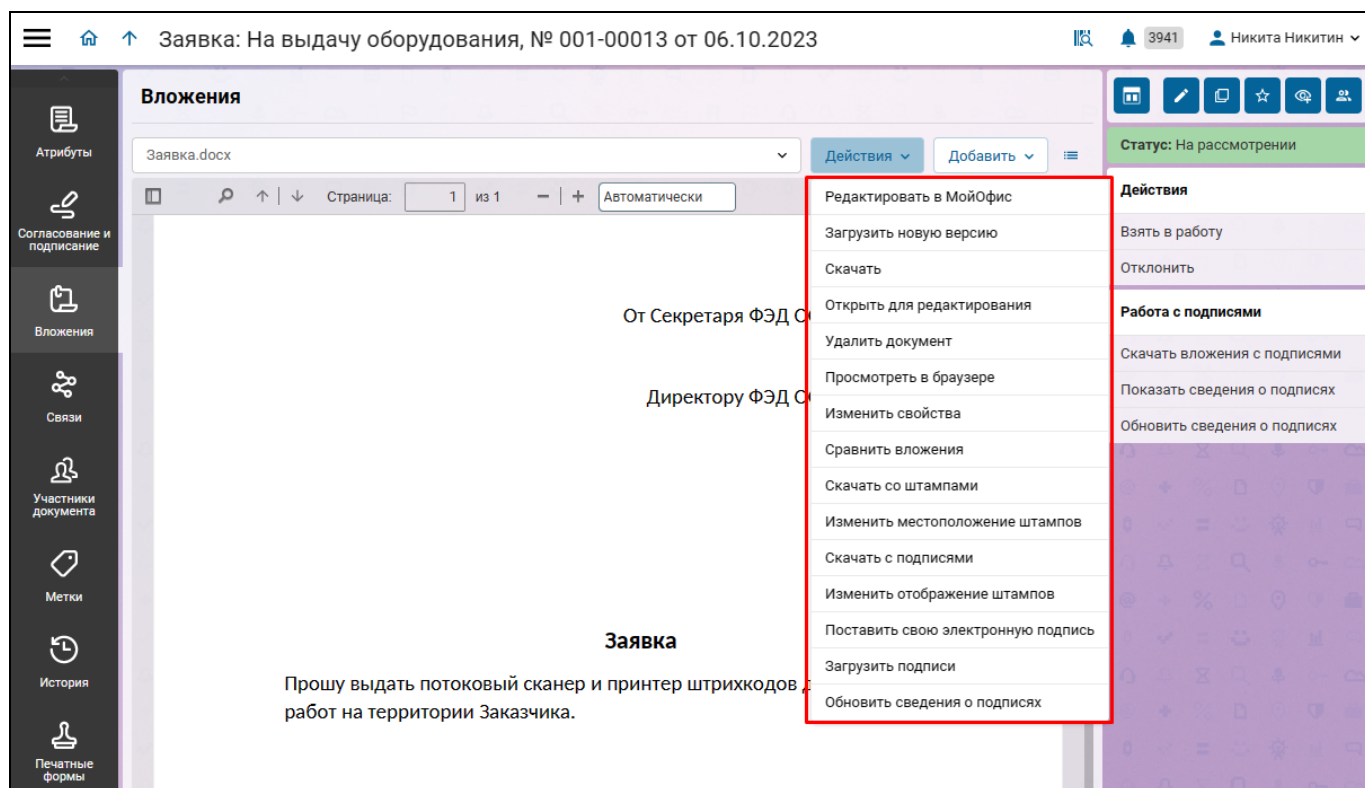 Заявка: На выдачу оборудования, № 001-00013 от 06.10.2023
3941
Никита Никитин
Атрибуты
Согласование и
подписание
Вложения
Связи
Участники
документа
Метки
История
Печатные
формы
Вложения
Заявка.docx
Действия
Добавить
Страница:
1
из 1
Автоматически
От Секретаря ФЭД
Директору ФЭД
Заявка
Прошу выдать потоковый сканер и принтер штрихкодов
работ на территории Заказчика.
Редактировать в МойОфис
Загрузить новую версию
Скачать
Открыть для редактирования
Удалить документ
Просмотреть в браузере
Изменить свойства
Сравнить вложения
Скачать со штампами
Изменить местоположение штампов
Скачать с подписями
Изменить отображение штампов
Поставить свою электронную подпись
Загрузить подписи
Обновить сведения о подписях
Статус: На рассмотрении
Действия
Взять в работу
Отклонить
Работа с подписями
Скачать вложения с подписями
Показать сведения о подписях
Обновить сведения о подписях